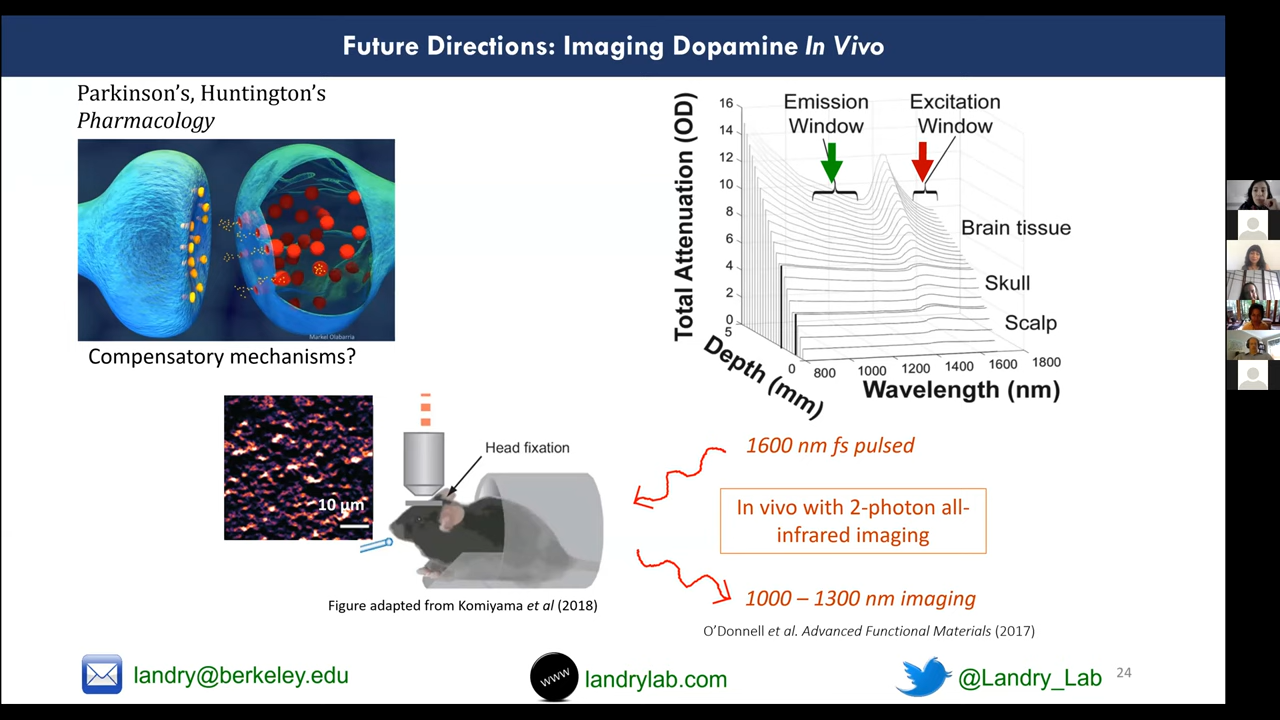 Future Directions: Imaging Dopamine In Vivo
Parkinson's, Huntington's
Pharmacology
Markel Olabarria
Compensatory mechanisms?
10 µm
Head fixation
Figure adapted from Komiyama et al (2018)
Total Attenuation (OD)
16
14
12
10
8
6
4
2
0
5
0
Depth (mm)
800
1000
1200
1400
1600
1800
Wavelength (nm)
Emission
Window
Excitation
Window
Brain tissue
Skull
Scalp
1600 nm fs pulsed
In vivo with 2-photon all-
infrared imaging
1000 – 1300 nm imaging
O'Donnell et al. Advanced Functional Materials (2017)
landry@berkeley.edu
www
landrylab.com
@Landry_Lab
24